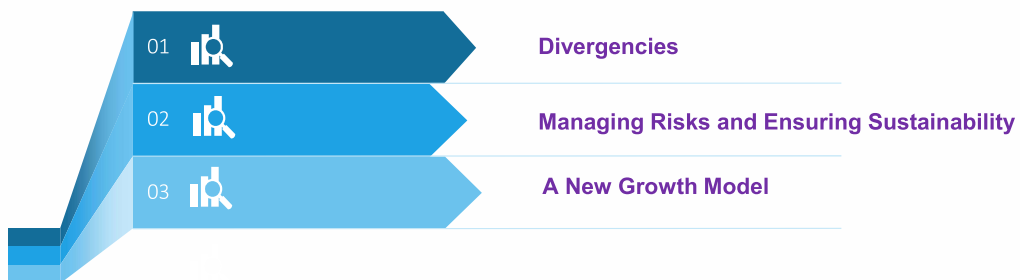 01 Divergencies
02 Managing Risks and Ensuring Sustainability
03 A New Growth Model